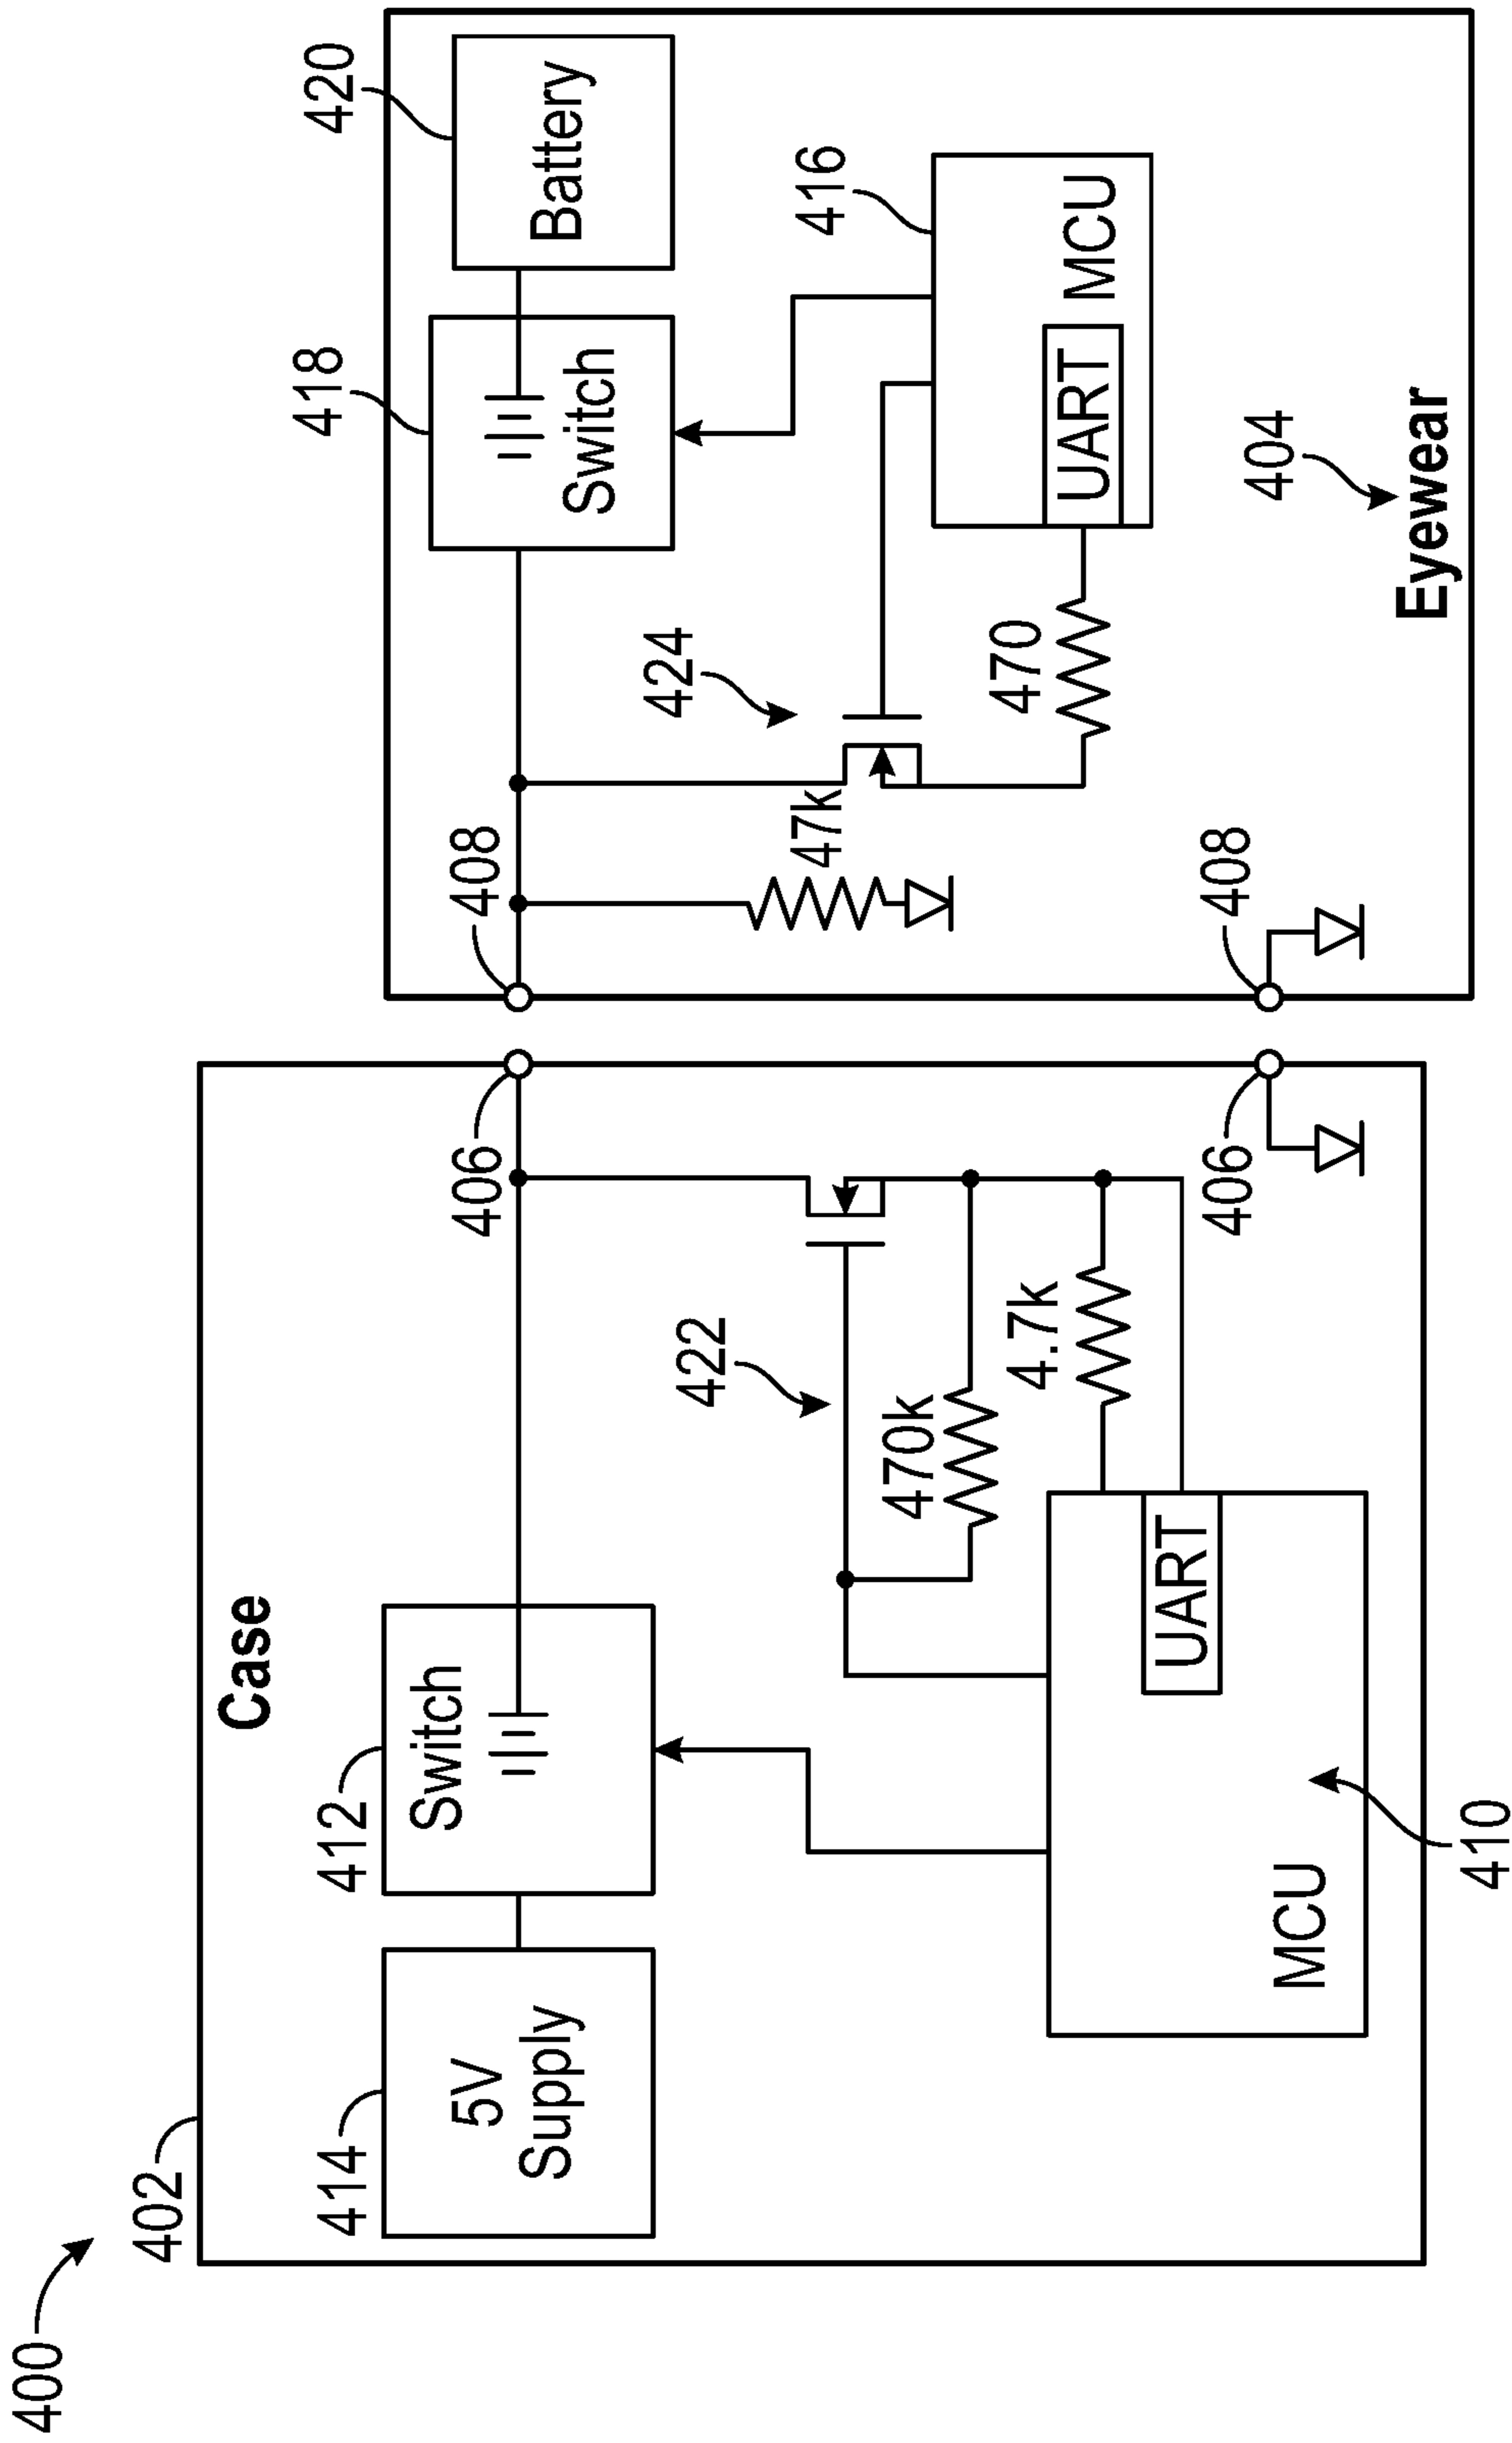 400
402
Case
414
5V
Supply
412
Switch
422
470k
4.7k
UART
MCU
410
406
406
408
408
418
Switch
420
Battery
424
47k
470
416
UART
MCU
404
Eyewear